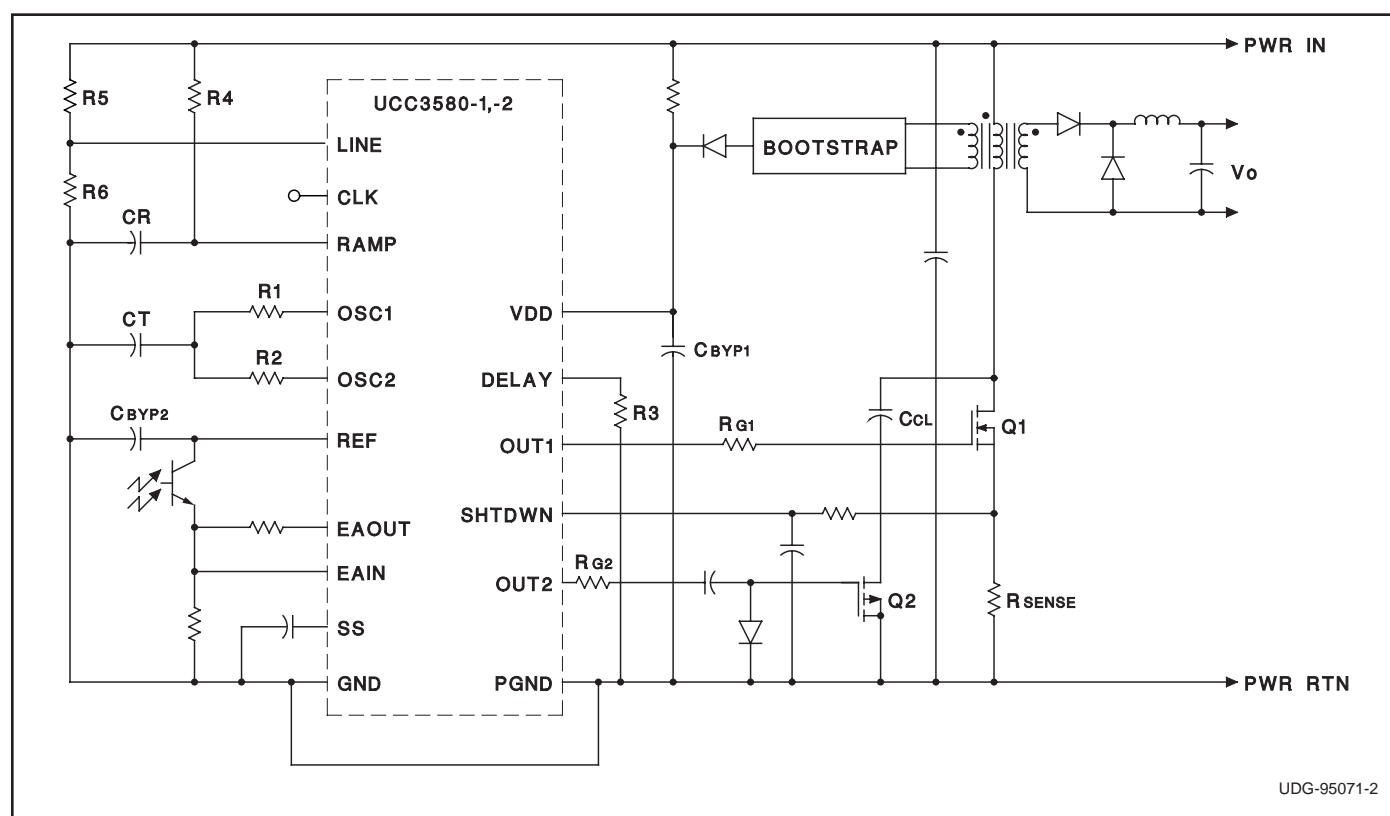 PWR IN
R5
R4
UCC3580-1,-2
LINE
BOOTSTRAP
Vo
R6
CLK
CR
RAMP
R1
OSC1
VDD
CT
CBYP1
R2
OSC2
DELAY
CBYP2
R3
CCL
REF
OUT1
RG1
Q1
SHTDWN
EAOUT
EAIN
OUT2
RG2
Q2
RSENSE
SS
GND
PGND
PWR RTN
UDG-95071-2